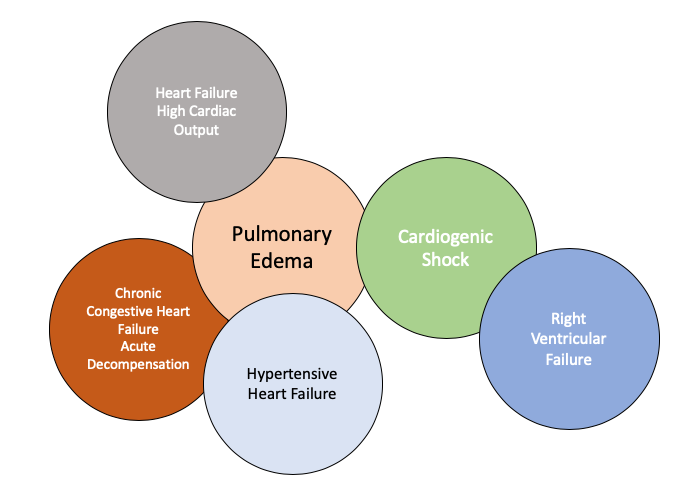 Heart Failure
High Cardiac
Output
Pulmonary
Edema
Cardiogenic
Shock
Chronic
Congestive Heart
Failure
Acute
Decompensation
Right
Ventricular
Failure
Hypertensive
Heart Failure